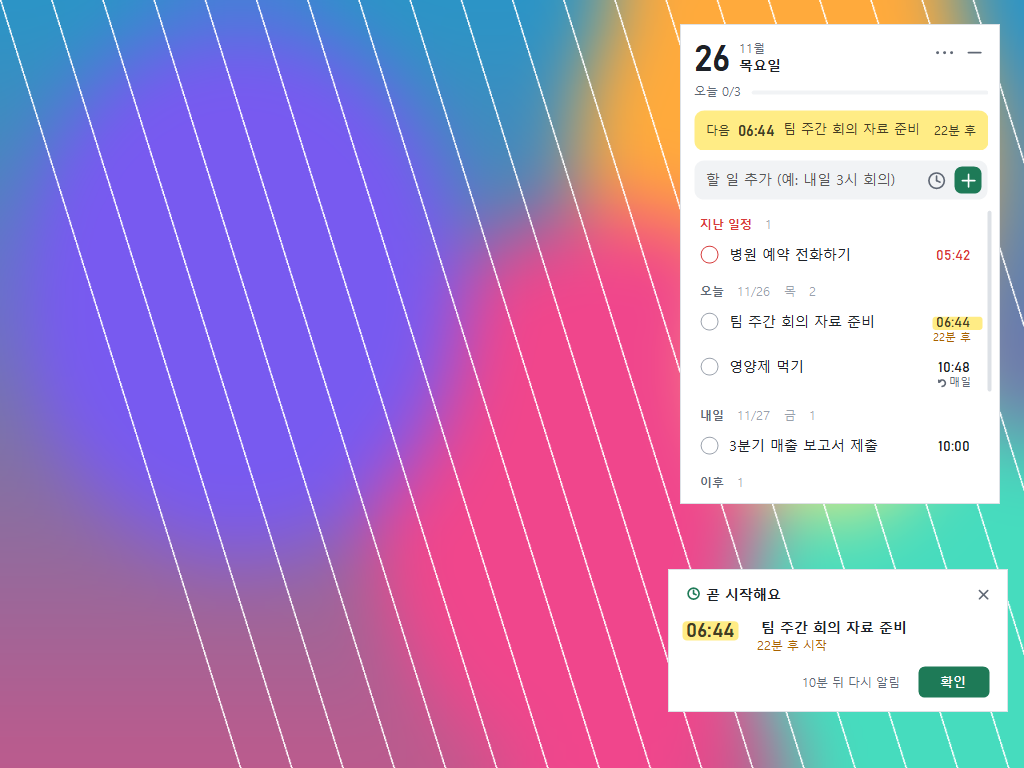 26 11월
목요일
오늘 0/3
다음 06:44 팀 주간 회의 자료 준비 22분 후
할 일 추가 (예: 내일 3시 회의)
지난 일정 1
병원 예약 전화하기 05:42
오늘 11/26 목 2
팀 주간 회의 자료 준비 06:44
22분 후
영양제 먹기 10:48
매일
내일 11/27 금 1
3분기 매출 보고서 제출 10:00
이후 1
곧 시작해요
06:44 팀 주간 회의 자료 준비
22분 후 시작
10분 뒤 다시 알림 확인